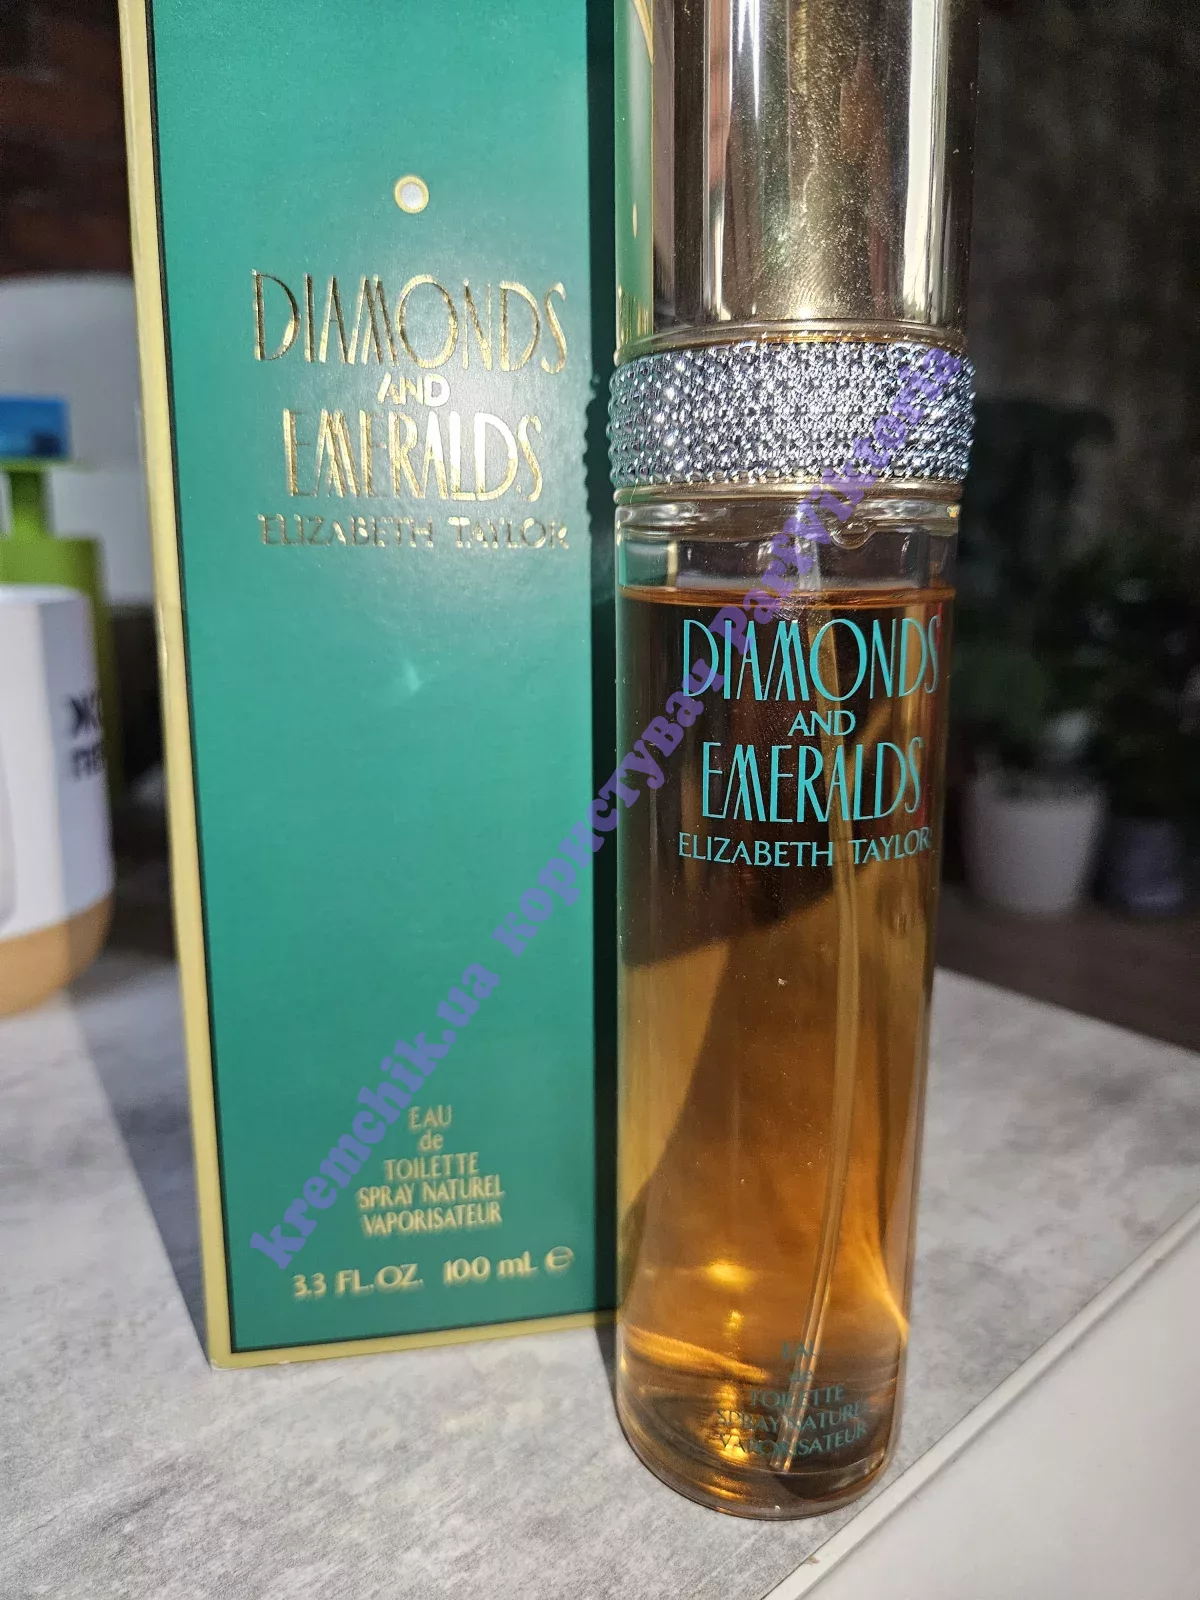 DIAMONDS
AND
EMERALDS
ELIZABETH TAYLOR
EAU
de
TOILETTE
SPRAY NATUREL
VAPORISATEUR
3.3 FL.OZ. 100 mL ℮
DIAMONDS
AND
EMERALDS
ELIZABETH TAYLOR
EAU
de
TOILETTE
SPRAY NATUREL
VAPORISATEUR
kremchik.ua користувач ParfViktoria